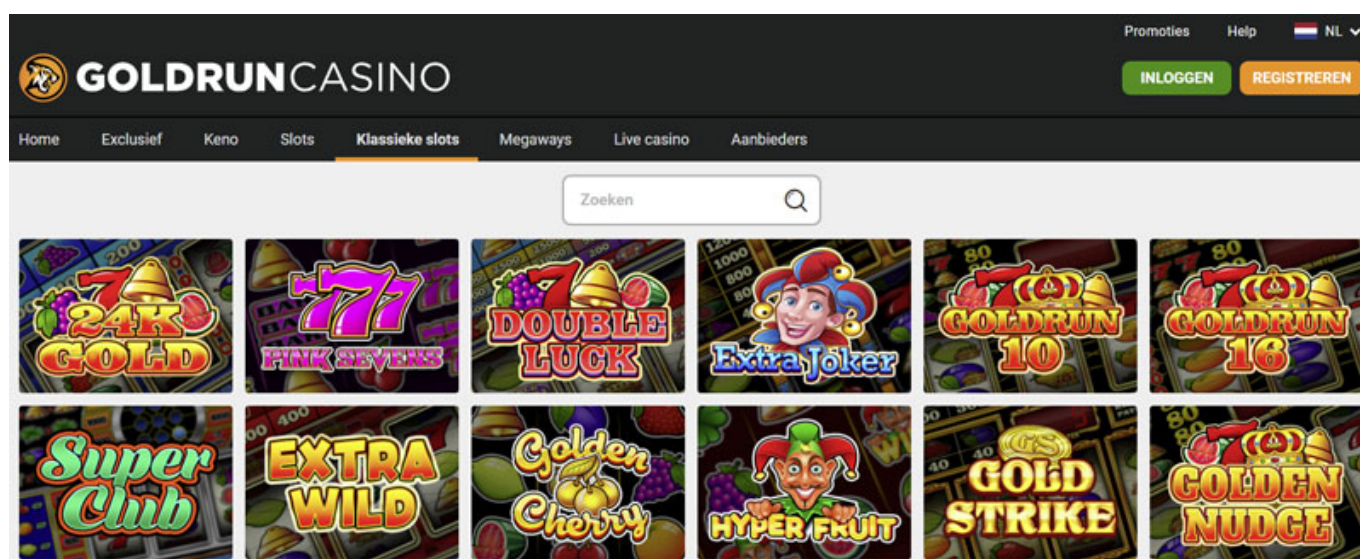 Promoties Help NL
GOLDRUNCASINO
INLOGGEN REGISTREREN
Home Exclusief Keno Slots Klassieke slots Megaways Live casino Aanbieders
Zoeken
24K GOLD
777 PINK SEVENS
DOUBLE LUCK
Extra Joker
GOLDRUN 10
GOLDRUN 16
Super Club
EXTRA WILD
Golden Cherry
HYPER FRUIT
GS GOLD STRIKE
GOLDEN NUDGE